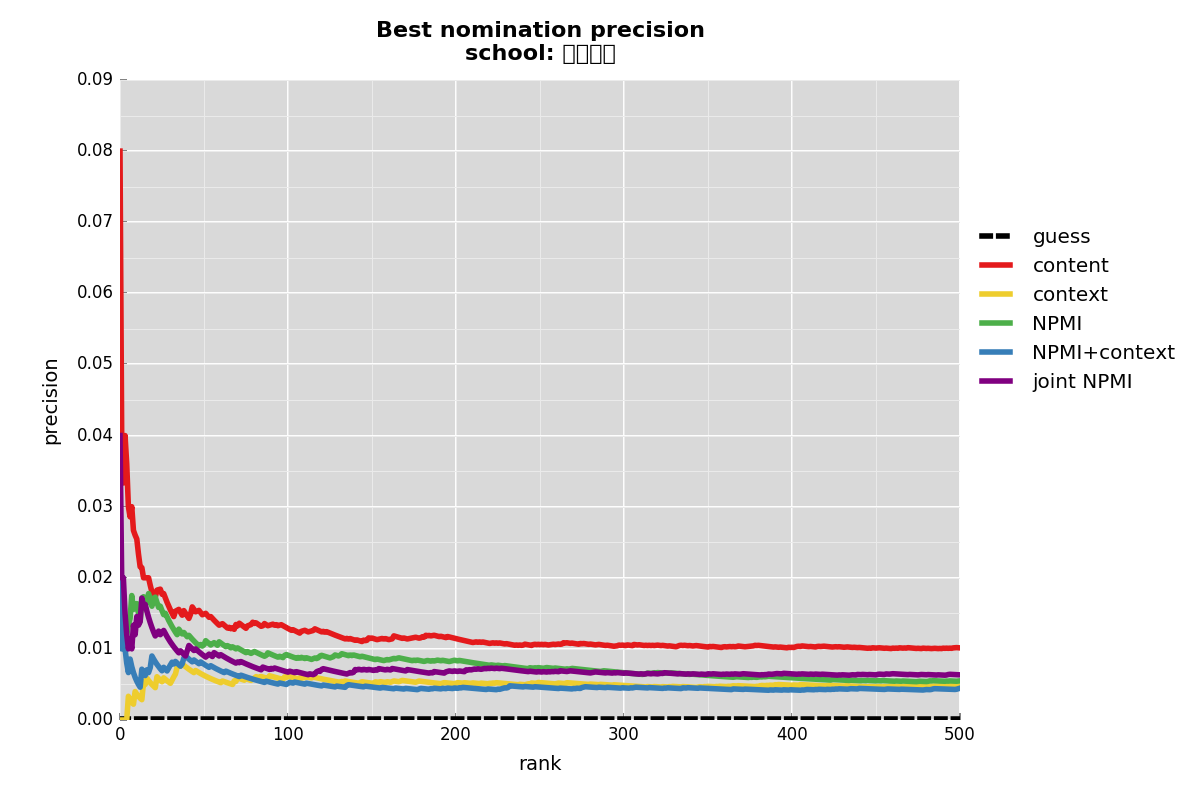 Best nomination precision
school:
0.09
0.08
0.07
0.06
0.05
0.04
0.03
0.02
0.01
0.00
precision
0 100 200 300 400 500
rank
guess
content
context
NPMI
NPMI+context
joint NPMI